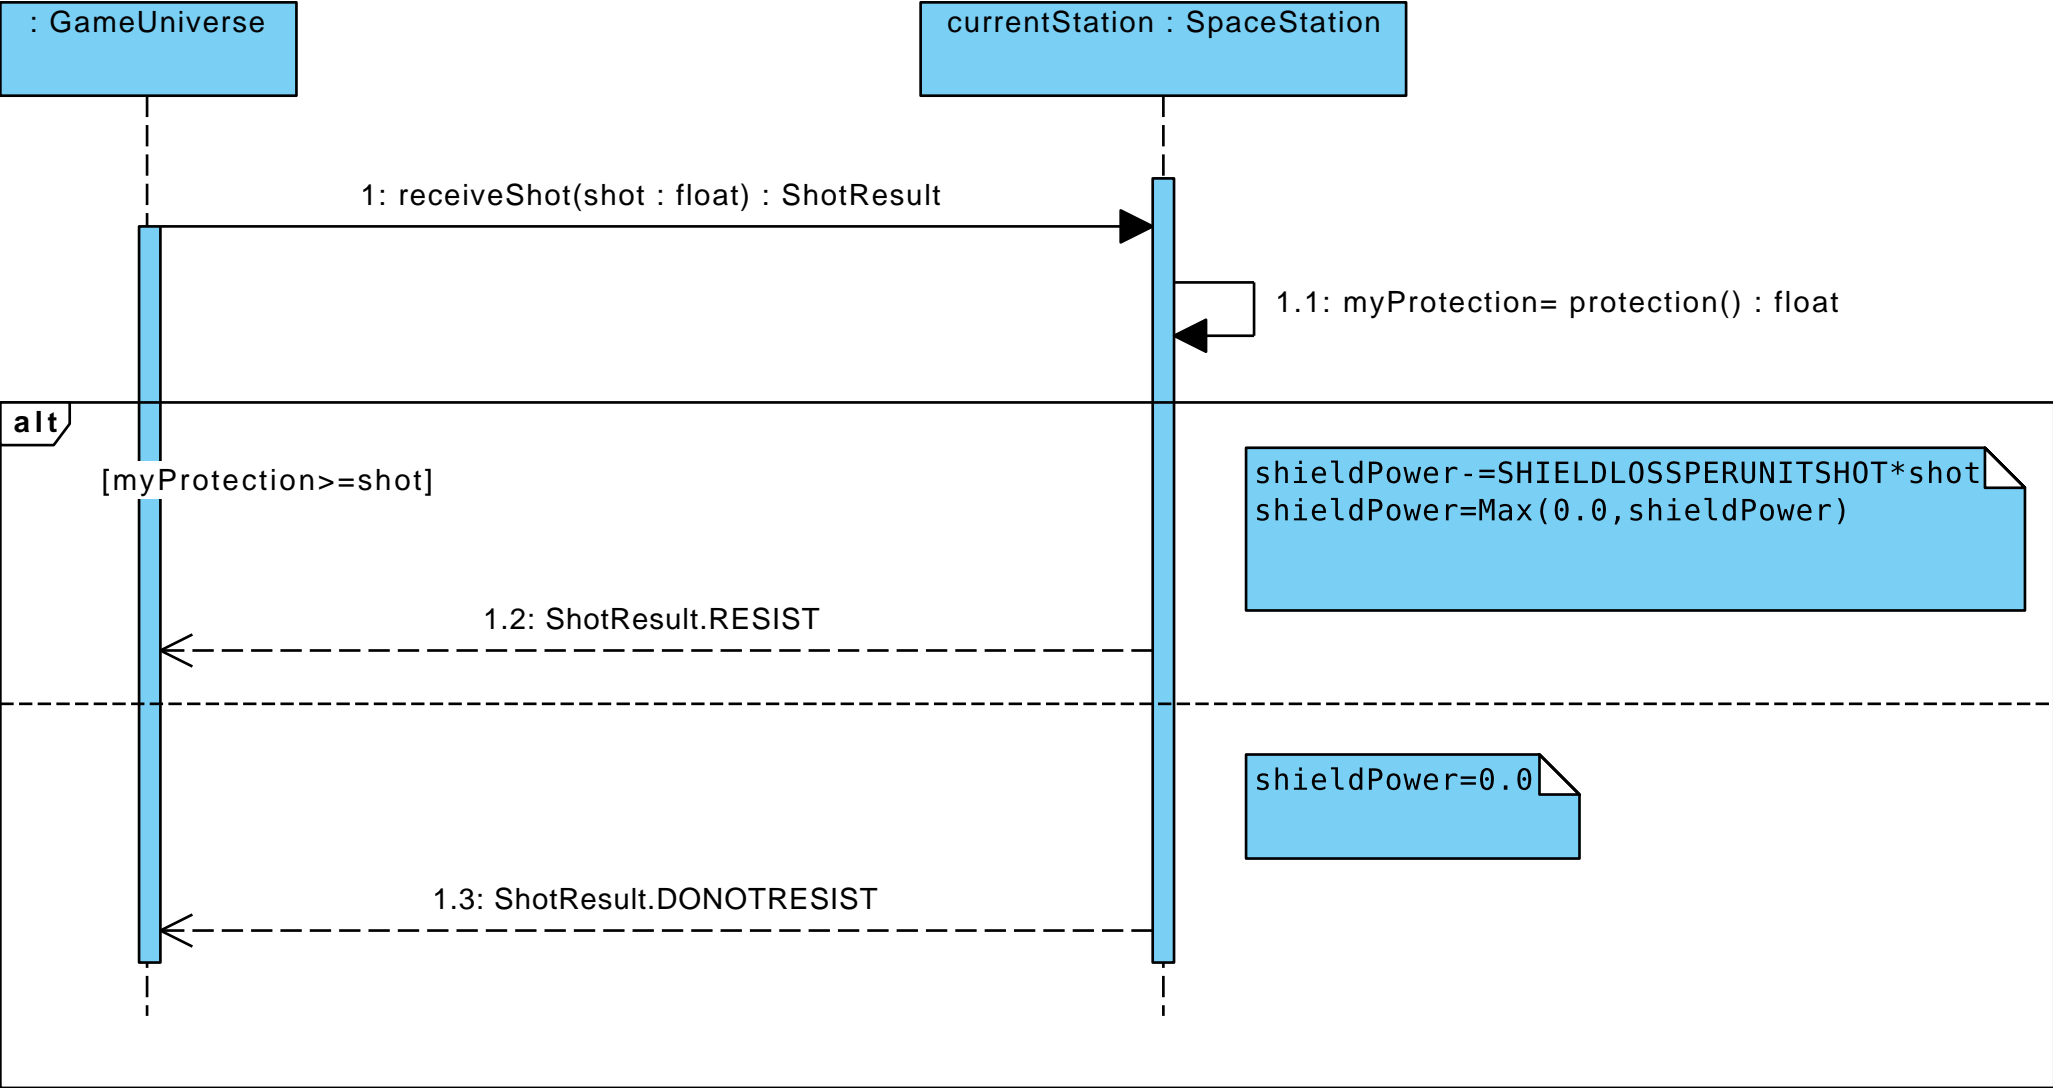 : GameUniverse
currentStation : SpaceStation
1: receiveShot(shot : float) : ShotResult
1.1: myProtection= protection() : float
alt
[myProtection>=shot]
shieldPower-=SHIELDLOSSPERUNITSHOT*shot
shieldPower=Max(0.0,shieldPower)
1.2: ShotResult.RESIST
shieldPower=0.0
1.3: ShotResult.DONOTRESIST